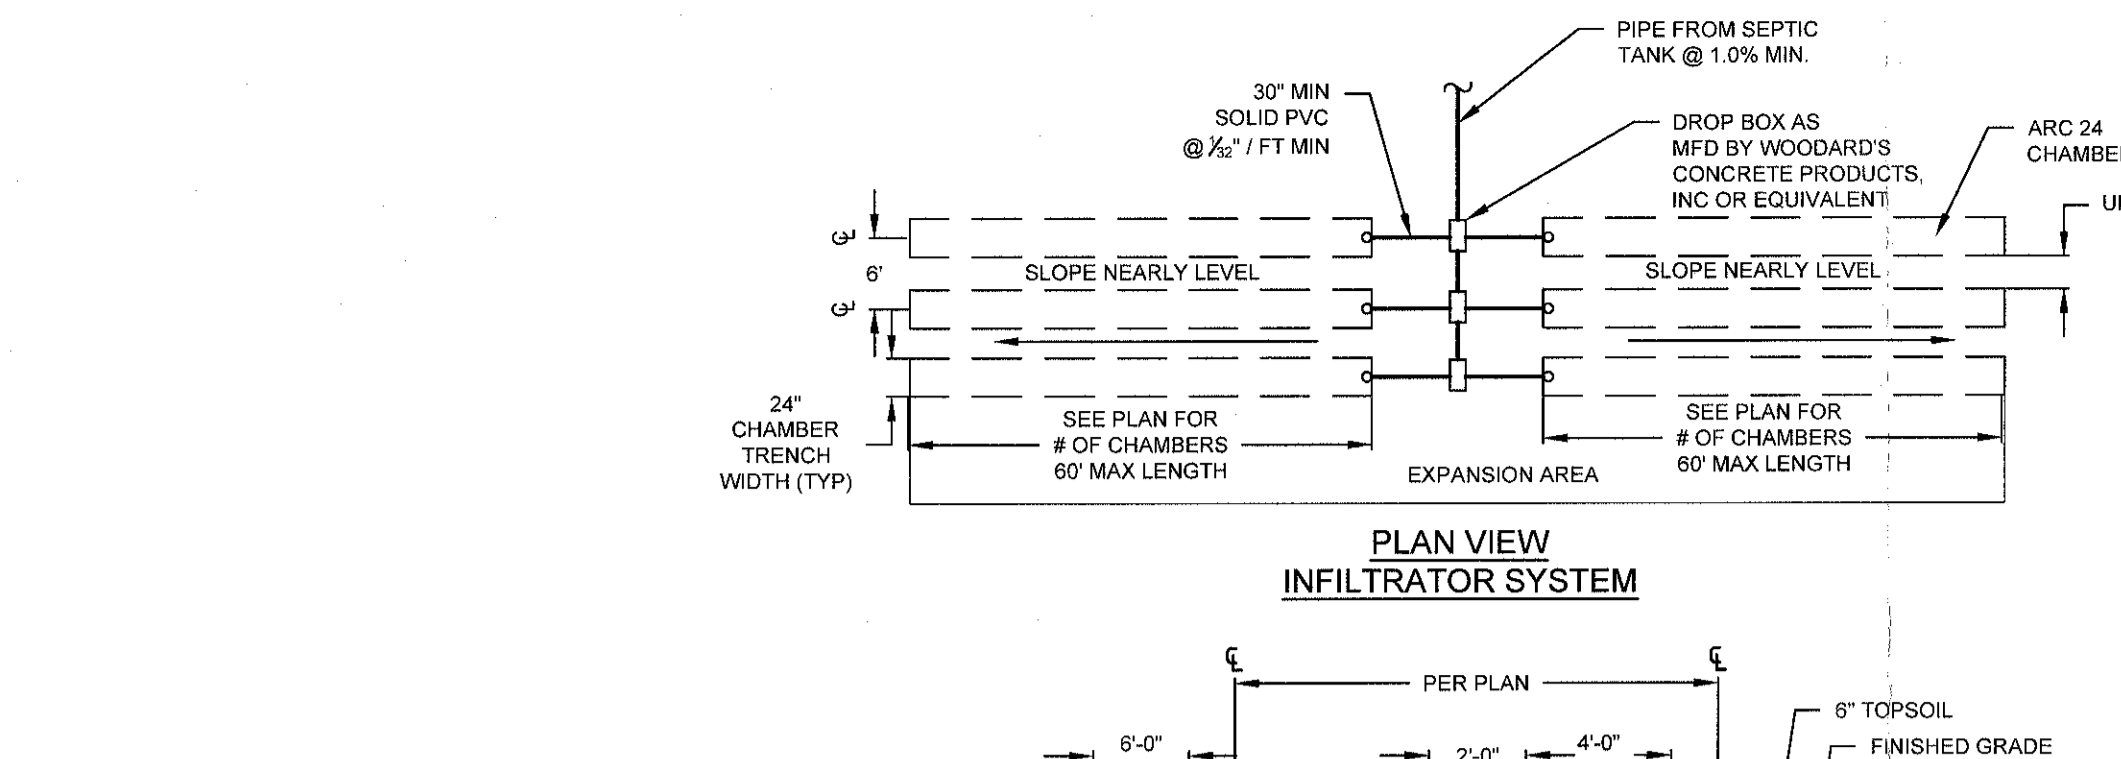 PIPE FROM SEPTIC
TANK @ 1.0% MIN.
30" MIN
SOLID PVC
@ 1/32" / FT MIN
DROP BOX AS
MFD BY WOODARD'S
CONCRETE PRODUCTS,
INC OR EQUIVALENT
ARC 24
6'
SLOPE NEARLY LEVEL
SLOPE NEARLY LEVEL
24"
CHAMBER
TRENCH
WIDTH (TYP)
SEE PLAN FOR
# OF CHAMBERS
60' MAX LENGTH
SEE PLAN FOR
# OF CHAMBERS
60' MAX LENGTH
EXPANSION AREA
PLAN VIEW
INFILTRATOR SYSTEM
℄
℄
PER PLAN
6" TOPSOIL
FINISHED GRADE
6'-0"
2'-0"
4'-0"